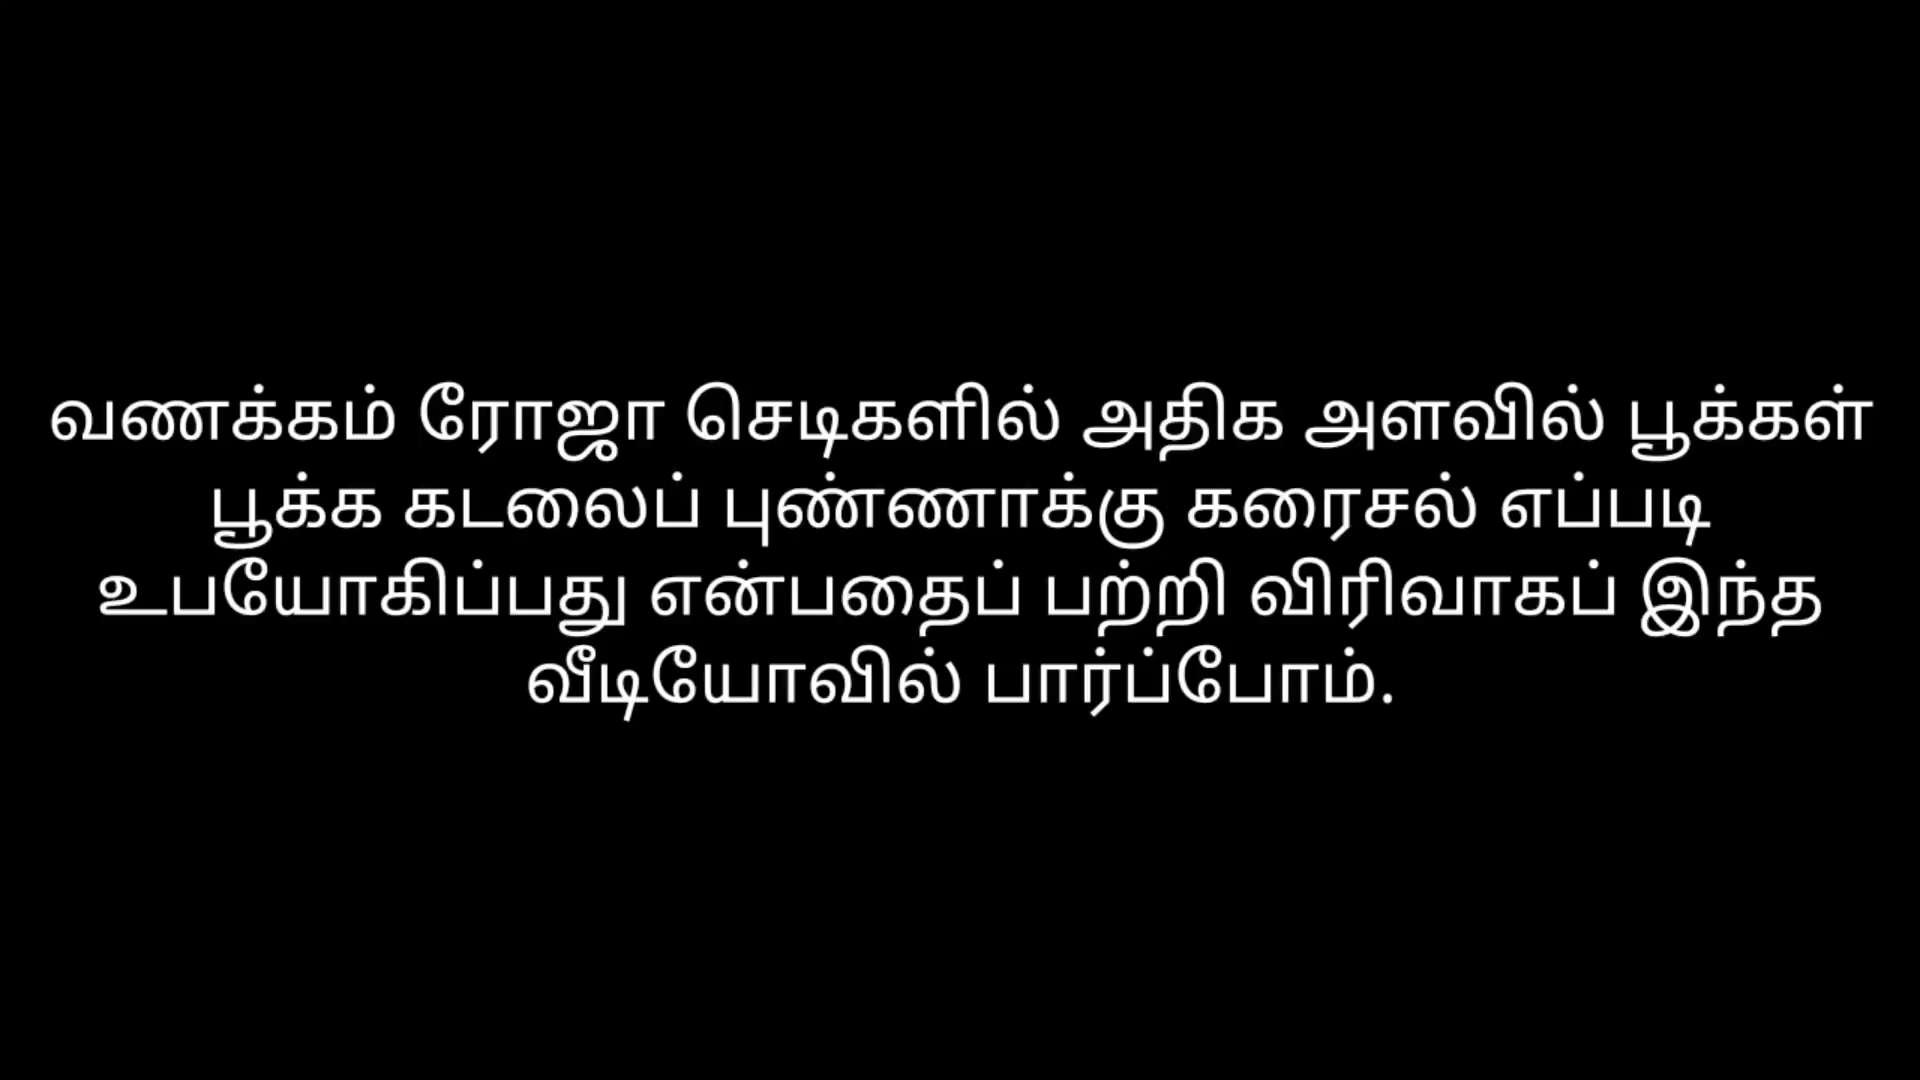 வணக்கம் ரோஜா செடிகளில் அதிக அளவில் பூக்கள்
பூக்க கடலைப் புண்ணாக்கு கரைசல் எப்படி
உபயோகிப்பது என்பதைப் பற்றி விரிவாகப் இந்த
வீடியோவில் பார்ப்போம்.